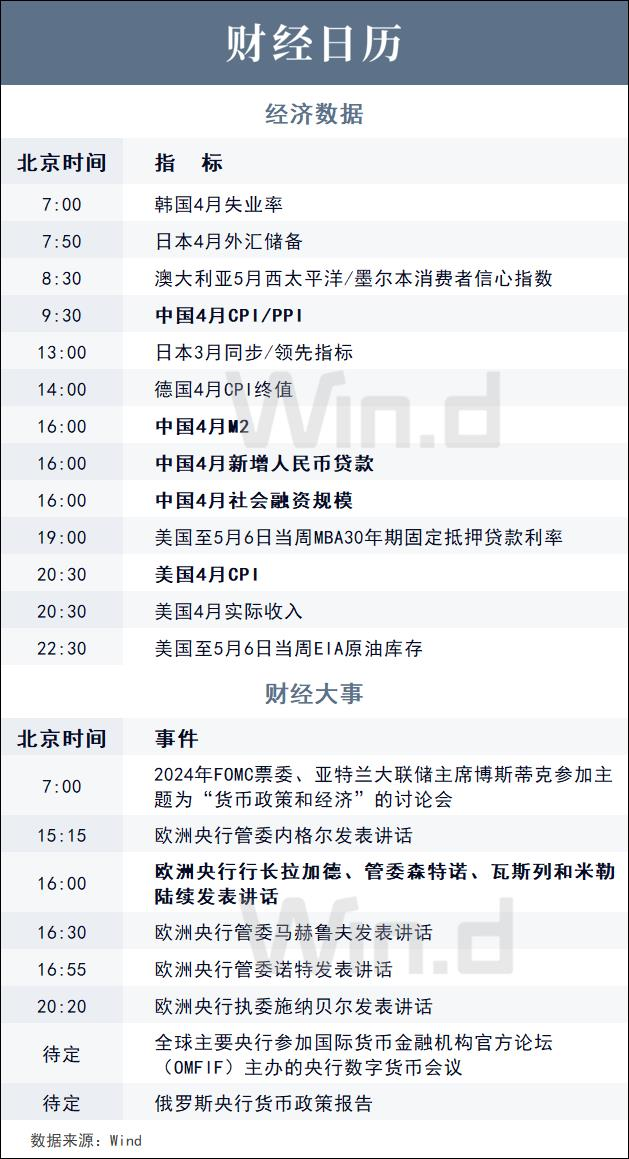 财经日历
经济数据
北京时间 指 标
7:00 韩国4月失业率
7:50 日本4月外汇储备
8:30 澳大利亚5月西太平洋/墨尔本消费者信心指数
9:30 中国4月CPI/PPI
13:00 日本3月同步/领先指标
14:00 德国4月CPI终值
16:00 中国4月M2
16:00 中国4月新增人民币贷款
16:00 中国4月社会融资规模
19:00 美国至5月6日当周MBA30年期固定抵押贷款利率
20:30 美国4月CPI
20:30 美国4月实际收入
22:30 美国至5月6日当周EIA原油库存
Win.d
财经大事
北京时间 事件
7:00 2024年FOMC票委、亚特兰大联储主席博斯蒂克参加主
题为“货币政策和经济”的讨论会
15:15 欧洲央行管委内格尔发表讲话
16:00 欧洲央行行长拉加德、管委森特诺、瓦斯列和米勒
陆续发表讲话
16:30 欧洲央行管委马赫鲁夫发表讲话
16:55 欧洲央行管委诺特发表讲话
20:20 欧洲央行执委施纳贝尔发表讲话
待定 全球主要央行参加国际货币金融机构官方论坛
（OMFIF）主办的央行数字货币会议
待定 俄罗斯央行货币政策报告
Win.d
数据来源：Wind